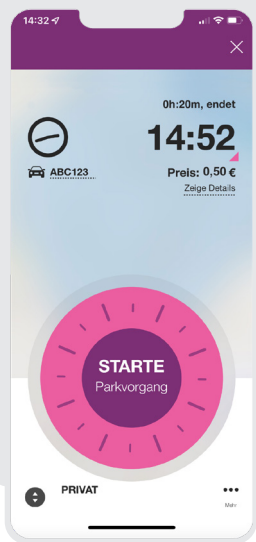 14:32
0h:20m, endet
14:52
ABC123
Preis: 0,50 €
Zeige Details
STARTE
Parkvorgang
PRIVAT
Mehr